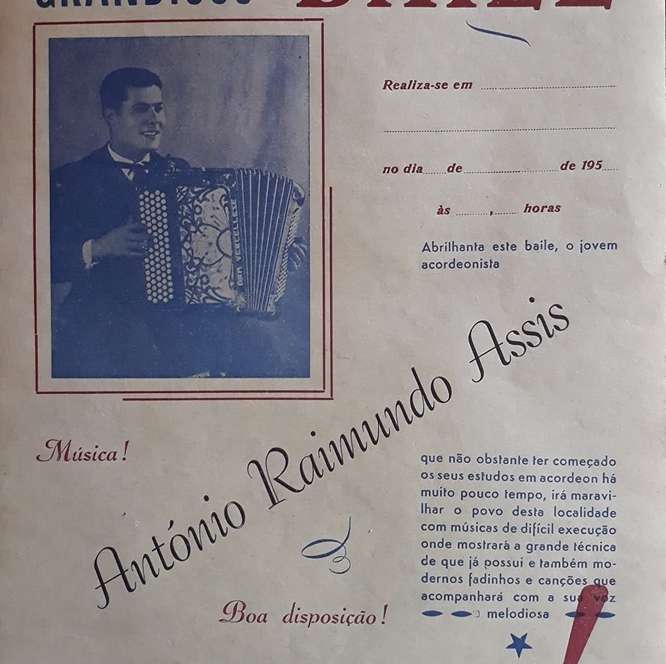 GRANDIOSO BAILE
Realiza-se em ..............................
........................................................
no dia ...... de ........................ de 195.....
às .........,...... horas
Abrilhanta este baile, o jovem
acordeonista
António Raimundo Assis
Música!
que não obstante ter começado
os seus estudos em acordeon há
muito pouco tempo, irá maravi-
lhar o povo desta localidade
com músicas de difícil execução
onde mostrará a grande técnica
de que já possui e também mo-
dernos fadinhos e canções que
acompanhará com a sua voz
melodiosa
Boa disposição!